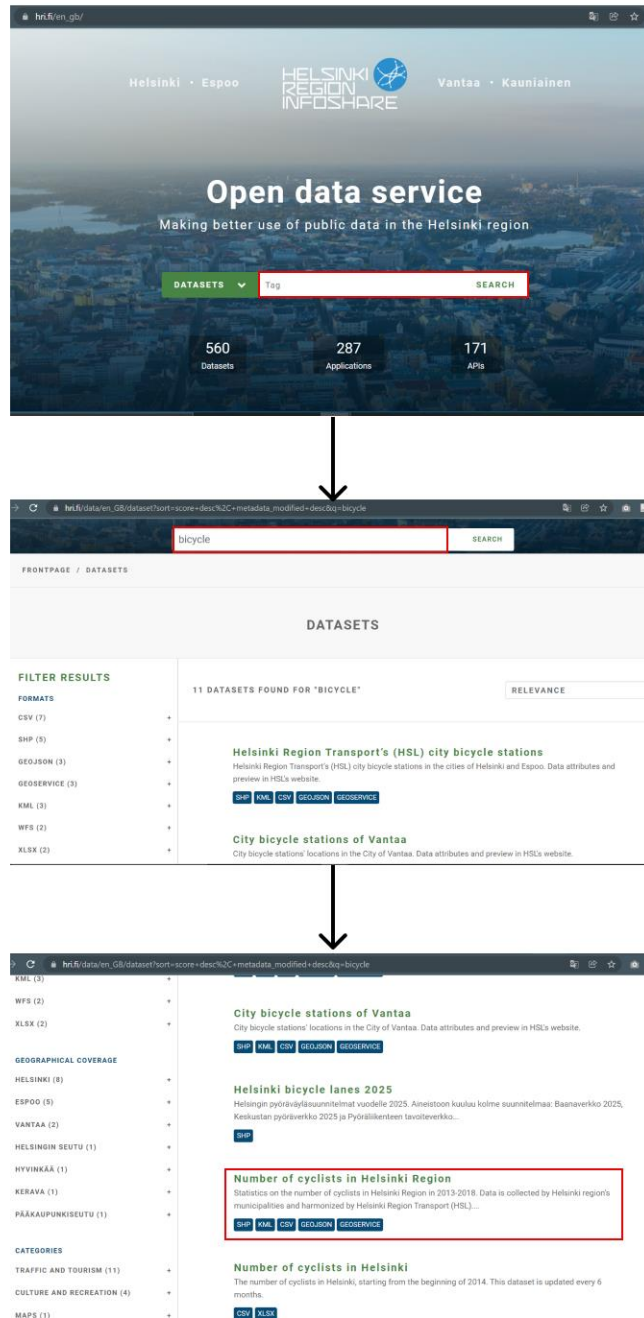 hri.fi/en_gb/
Helsinki • Espoo
HELSINKI
REGION
INFOSHARE
Vantaa • Kauniainen
Open data service
Making better use of public data in the Helsinki region
DATASETS
Tag
SEARCH
560
Datasets
287
Applications
171
APIs
hri.fi/data/en_GB/dataset?sort=score+desc%2C+metadata_modified+desc&q=bicycle
bicycle
SEARCH
FRONTPAGE / DATASETS
DATASETS
FILTER RESULTS
FORMATS
CSV (7) +
SHP (5) +
GEOJSON (3) +
GEOSERVICE (3) +
KML (3) +
WFS (2) +
XLSX (2) +
11 DATASETS FOUND FOR "BICYCLE"
RELEVANCE
Helsinki Region Transport's (HSL) city bicycle stations
Helsinki Region Transport's (HSL) city bicycle stations in the cities of Helsinki and Espoo. Data attributes and
preview in HSL's website.
SHP KML CSV GEOJSON GEOSERVICE
City bicycle stations of Vantaa
City bicycle stations' locations in the City of Vantaa. Data attributes and preview in HSL's website.
hri.fi/data/en_GB/dataset?sort=score+desc%2C+metadata_modified+desc&q=bicycle
KML (3) +
WFS (2) +
XLSX (2) +
GEOGRAPHICAL COVERAGE
HELSINKI (8) +
ESPOO (5) +
VANTAA (2) +
HELSINGIN SEUTU (1) +
HYVINKÄÄ (1) +
KERAVA (1) +
PÄÄKAUPUNKISEUTU (1) +
CATEGORIES
TRAFFIC AND TOURISM (11) +
CULTURE AND RECREATION (4) +
MAPS (1) +
City bicycle stations of Vantaa
City bicycle stations' locations in the City of Vantaa. Data attributes and preview in HSL's website.
SHP KML CSV GEOJSON GEOSERVICE
Helsinki bicycle lanes 2025
Helsingin pyöräväyläsuunnitelmat vuodelle 2025. Aineistoon kuuluu kolme suunnitelmaa: Baanaverkko 2025,
Keskustan pyöräverkko 2025 ja Pyöräliikenteen tavoiteverkko...
SHP
Number of cyclists in Helsinki Region
Statistics on the number of cyclists in Helsinki Region in 2013-2018. Data is collected by Helsinki region's
municipalities and harmonized by Helsinki Region Transport (HSL)....
SHP KML CSV GEOJSON GEOSERVICE
Number of cyclists in Helsinki
The number of cyclists in Helsinki, starting from the beginning of 2014. This dataset is updated every 6
months.
CSV XLSX